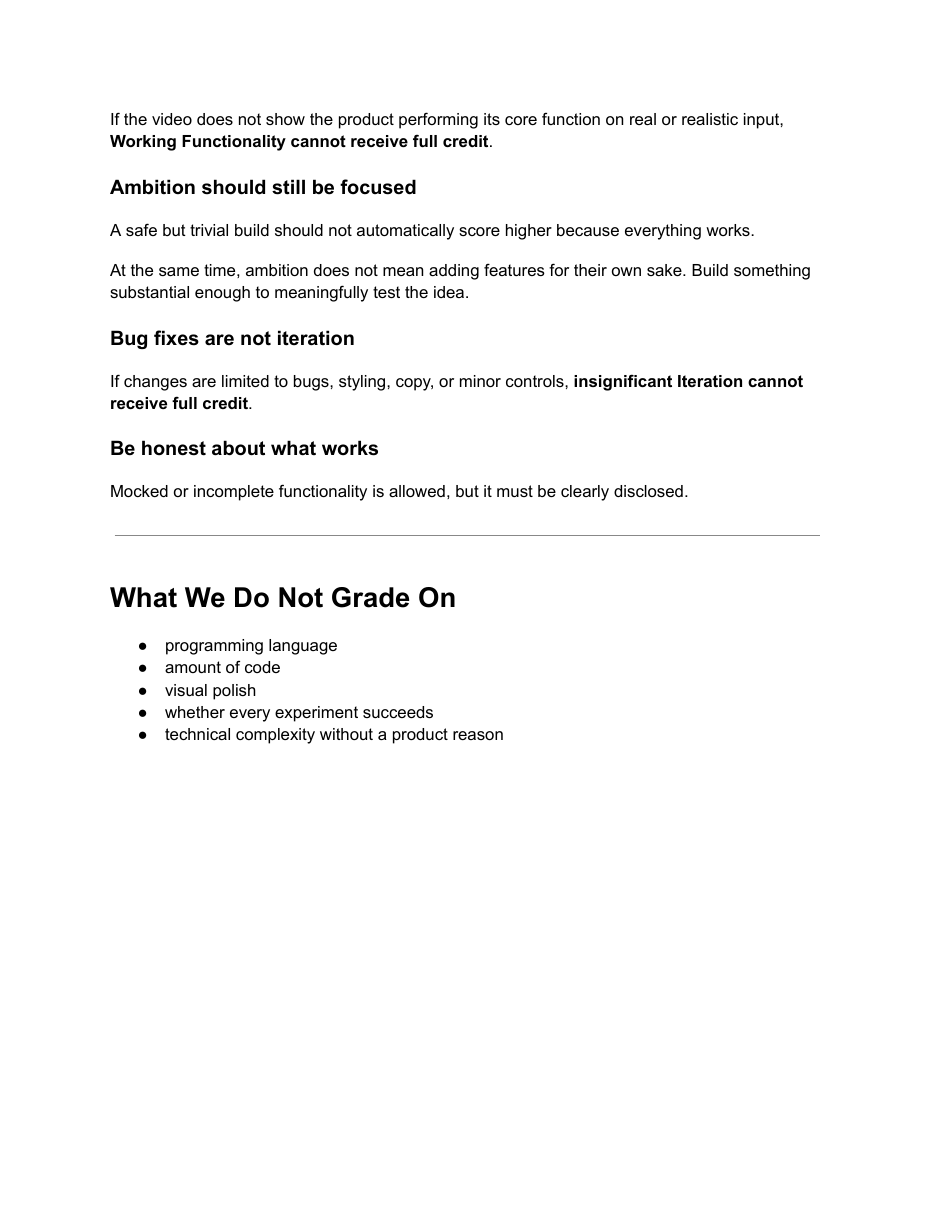 If the video does not show the product performing its core function on real or realistic input,
Working Functionality cannot receive full credit.
Ambition should still be focused
A safe but trivial build should not automatically score higher because everything works.
At the same time, ambition does not mean adding features for their own sake. Build something
substantial enough to meaningfully test the idea.
Bug fixes are not iteration
If changes are limited to bugs, styling, copy, or minor controls, insignificant Iteration cannot
receive full credit.
Be honest about what works
Mocked or incomplete functionality is allowed, but it must be clearly disclosed.
What We Do Not Grade On
● programming language
● amount of code
● visual polish
● whether every experiment succeeds
● technical complexity without a product reason